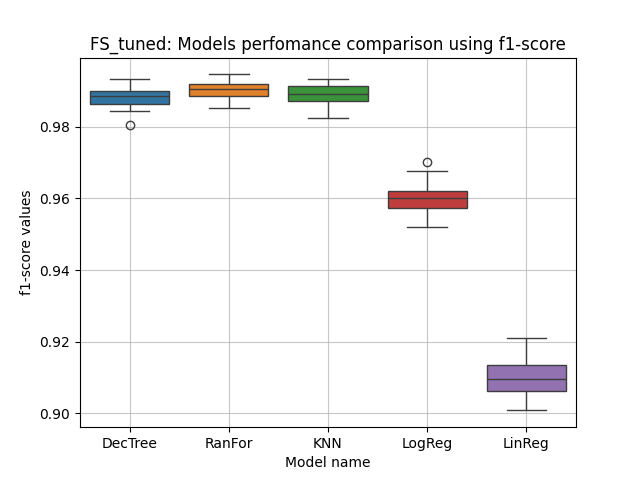 FS_tuned: Models perfomance comparison using f1-score
f1-score values
0.98
0.96
0.94
0.92
0.90
DecTree RanFor KNN LogReg LinReg
Model name